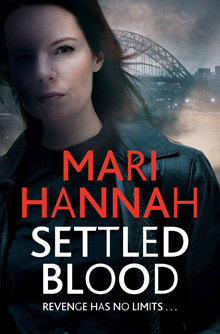 MARI
HANNAH
SETTLED
BLOOD
REVENGE HAS NO LIMITS . . .